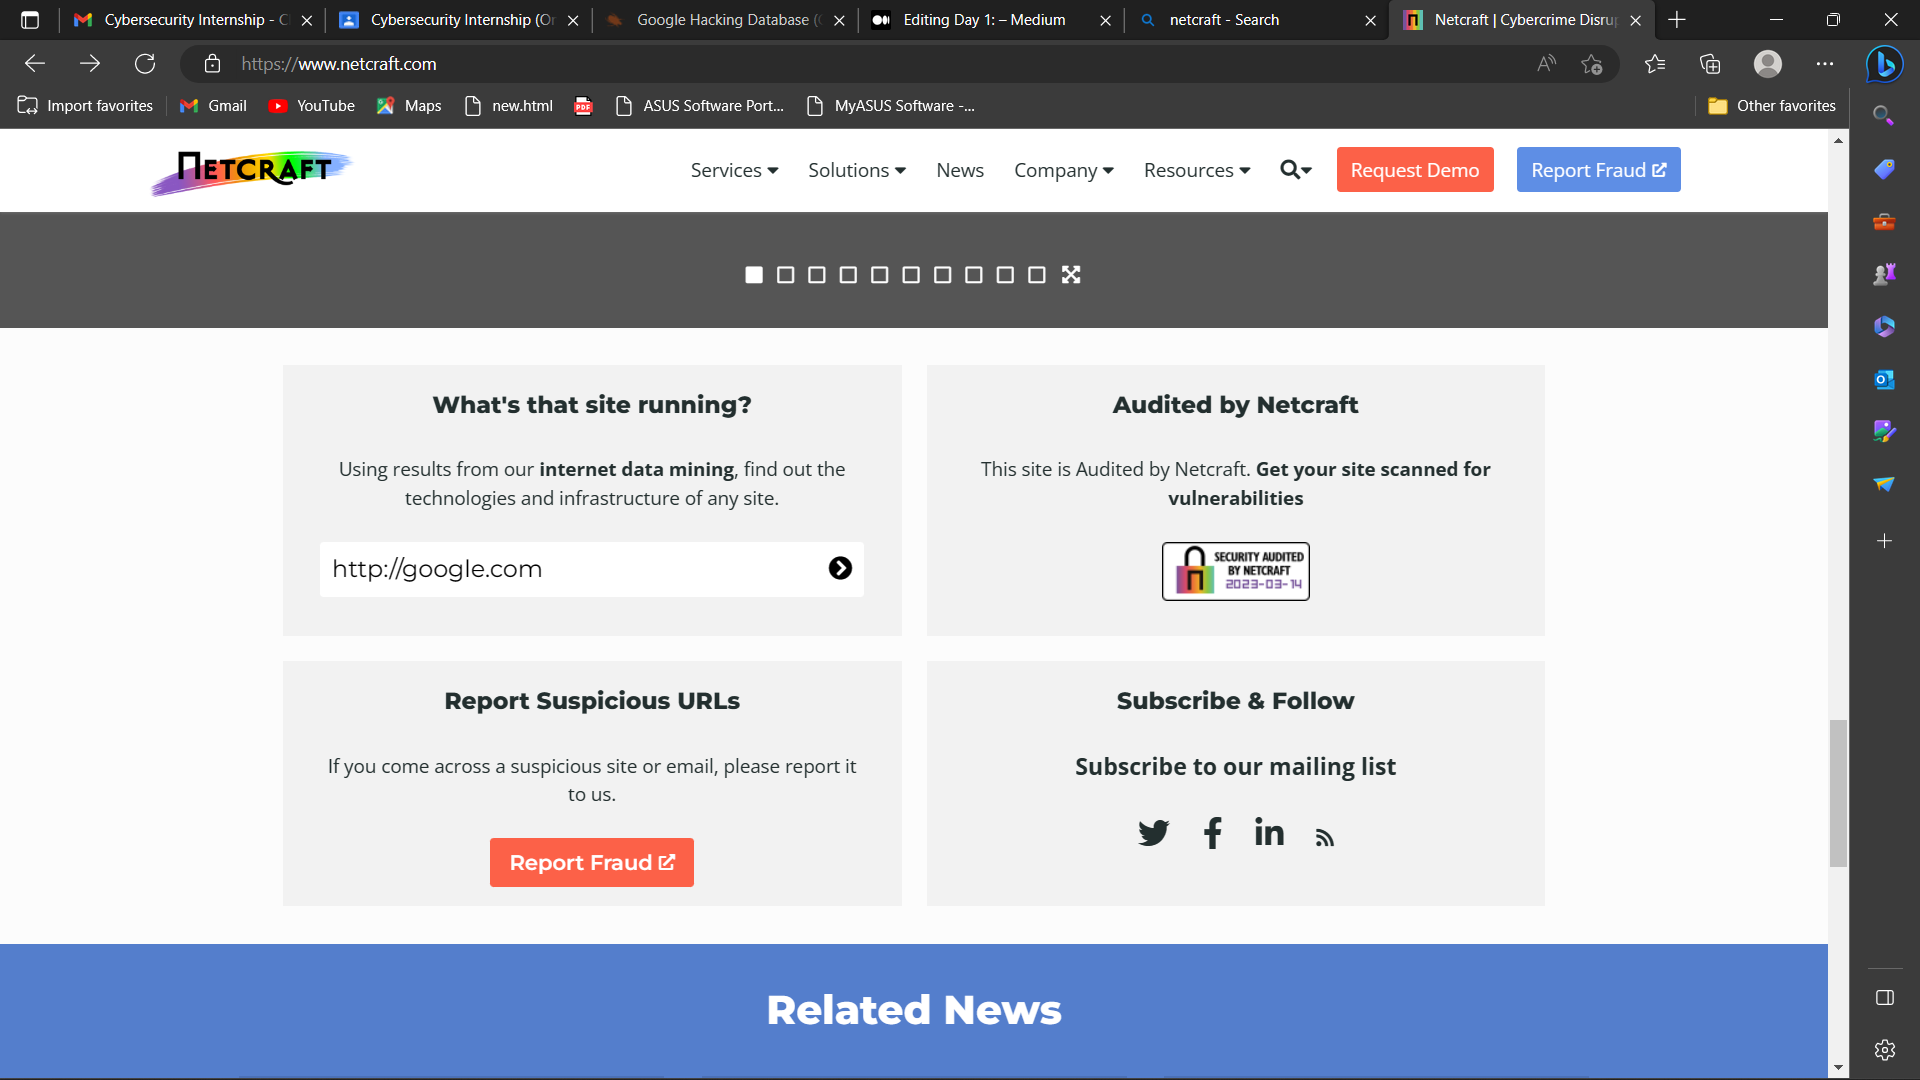 Cybersecurity Internship - C
Cybersecurity Internship (Or
Google Hacking Database (
Editing Day 1: – Medium
netcraft - Search
Netcraft | Cybercrime Disru
https://www.netcraft.com
Import favorites
Gmail
YouTube
Maps
new.html
PDF
ASUS Software Port...
MyASUS Software -...
Other favorites
NETCRAFT
Services
Solutions
News
Company
Resources
Request Demo
Report Fraud
What's that site running?
Using results from our internet data mining, find out the
technologies and infrastructure of any site.
http://google.com
Audited by Netcraft
This site is Audited by Netcraft. Get your site scanned for
vulnerabilities
SECURITY AUDITED
BY NETCRAFT
2023-03-14
Report Suspicious URLs
If you come across a suspicious site or email, please report it
to us.
Report Fraud
Subscribe & Follow
Subscribe to our mailing list
Related News